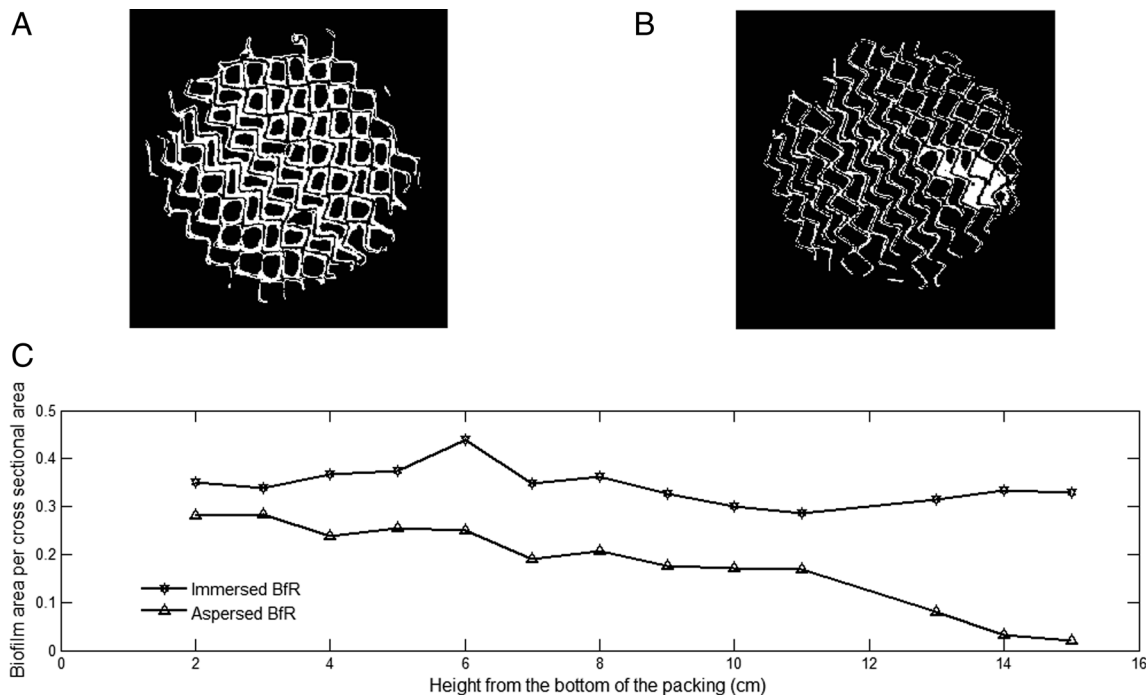 A
B
C
Biofilm area per cross sectional area
0.5
0.4
0.3
0.2
0.1
0
Immersed BfR
Aspersed BfR
0 2 4 6 8 10 12 14 16
Height from the bottom of the packing (cm)